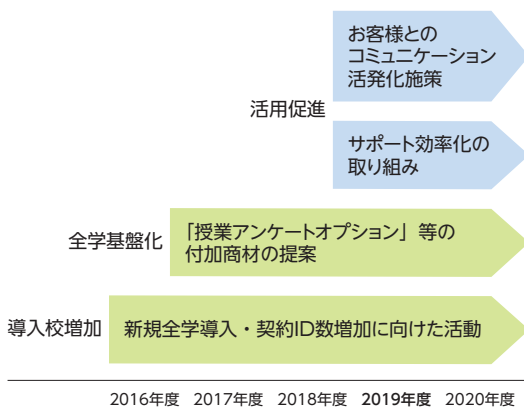 お客様との
コミュニケーション
活発化施策
活用促進
サポート効率化の
取り組み
全学基盤化
「授業アンケートオプション」等の
付加商材の提案
導入校増加
新規全学導入・契約ID数増加に向けた活動
2016年度 2017年度 2018年度 2019年度 2020年度